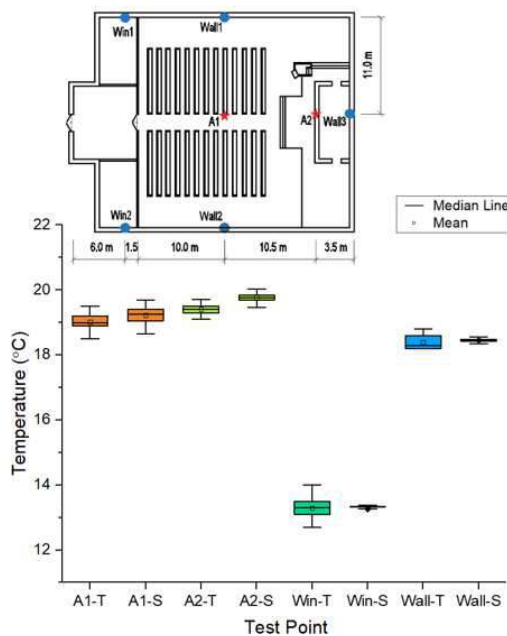 Win1
Wall1
11.0 m
A1
A2
Wall3
Win2
Wall2
6.0 m
1.5
10.0 m
10.5 m
3.5 m
Median Line
Mean
22
20
18
16
14
12
Temperature (°C)
A1-T A1-S A2-T A2-S Win-T Win-S Wall-T Wall-S
Test Point